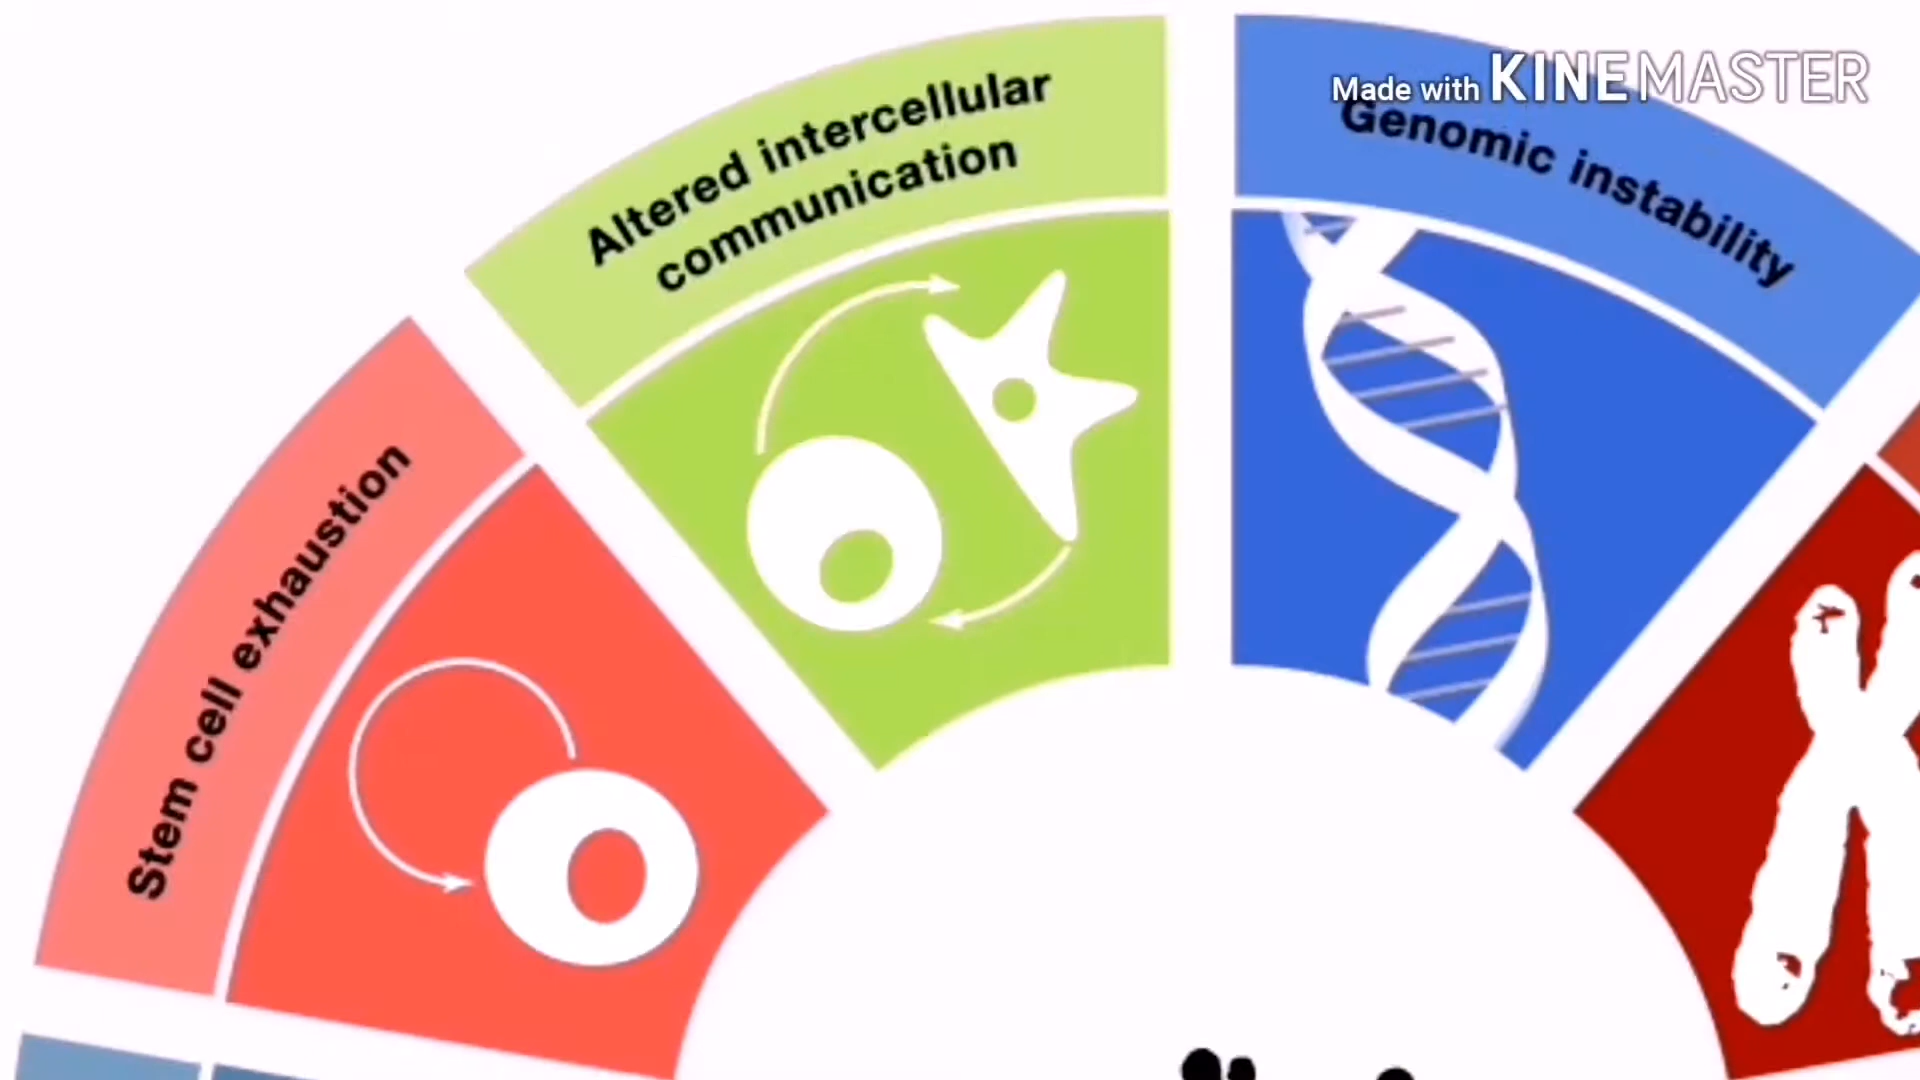 Made with KINEMASTER
Altered intercellular
communication
Genomic instability
Stem cell exhaustion